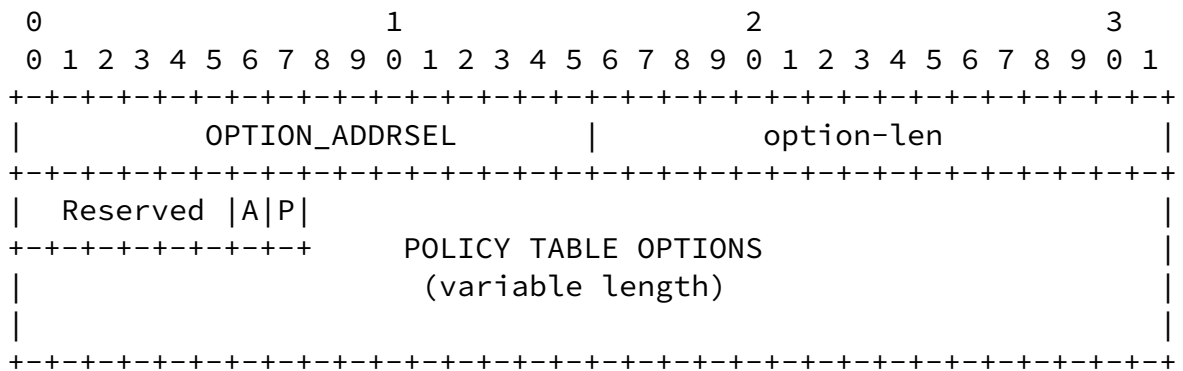 0                   1                   2                   3
 0 1 2 3 4 5 6 7 8 9 0 1 2 3 4 5 6 7 8 9 0 1 2 3 4 5 6 7 8 9 0 1
+-+-+-+-+-+-+-+-+-+-+-+-+-+-+-+-+-+-+-+-+-+-+-+-+-+-+-+-+-+-+-+-+
|          OPTION_ADDRSEL       |         option-len            |
+-+-+-+-+-+-+-+-+-+-+-+-+-+-+-+-+-+-+-+-+-+-+-+-+-+-+-+-+-+-+-+-+
|  Reserved |A|P|                                               |
+-+-+-+-+-+-+-+-+     POLICY TABLE OPTIONS                      |
|                      (variable length)                        |
|                                                               |
+-+-+-+-+-+-+-+-+-+-+-+-+-+-+-+-+-+-+-+-+-+-+-+-+-+-+-+-+-+-+-+-+